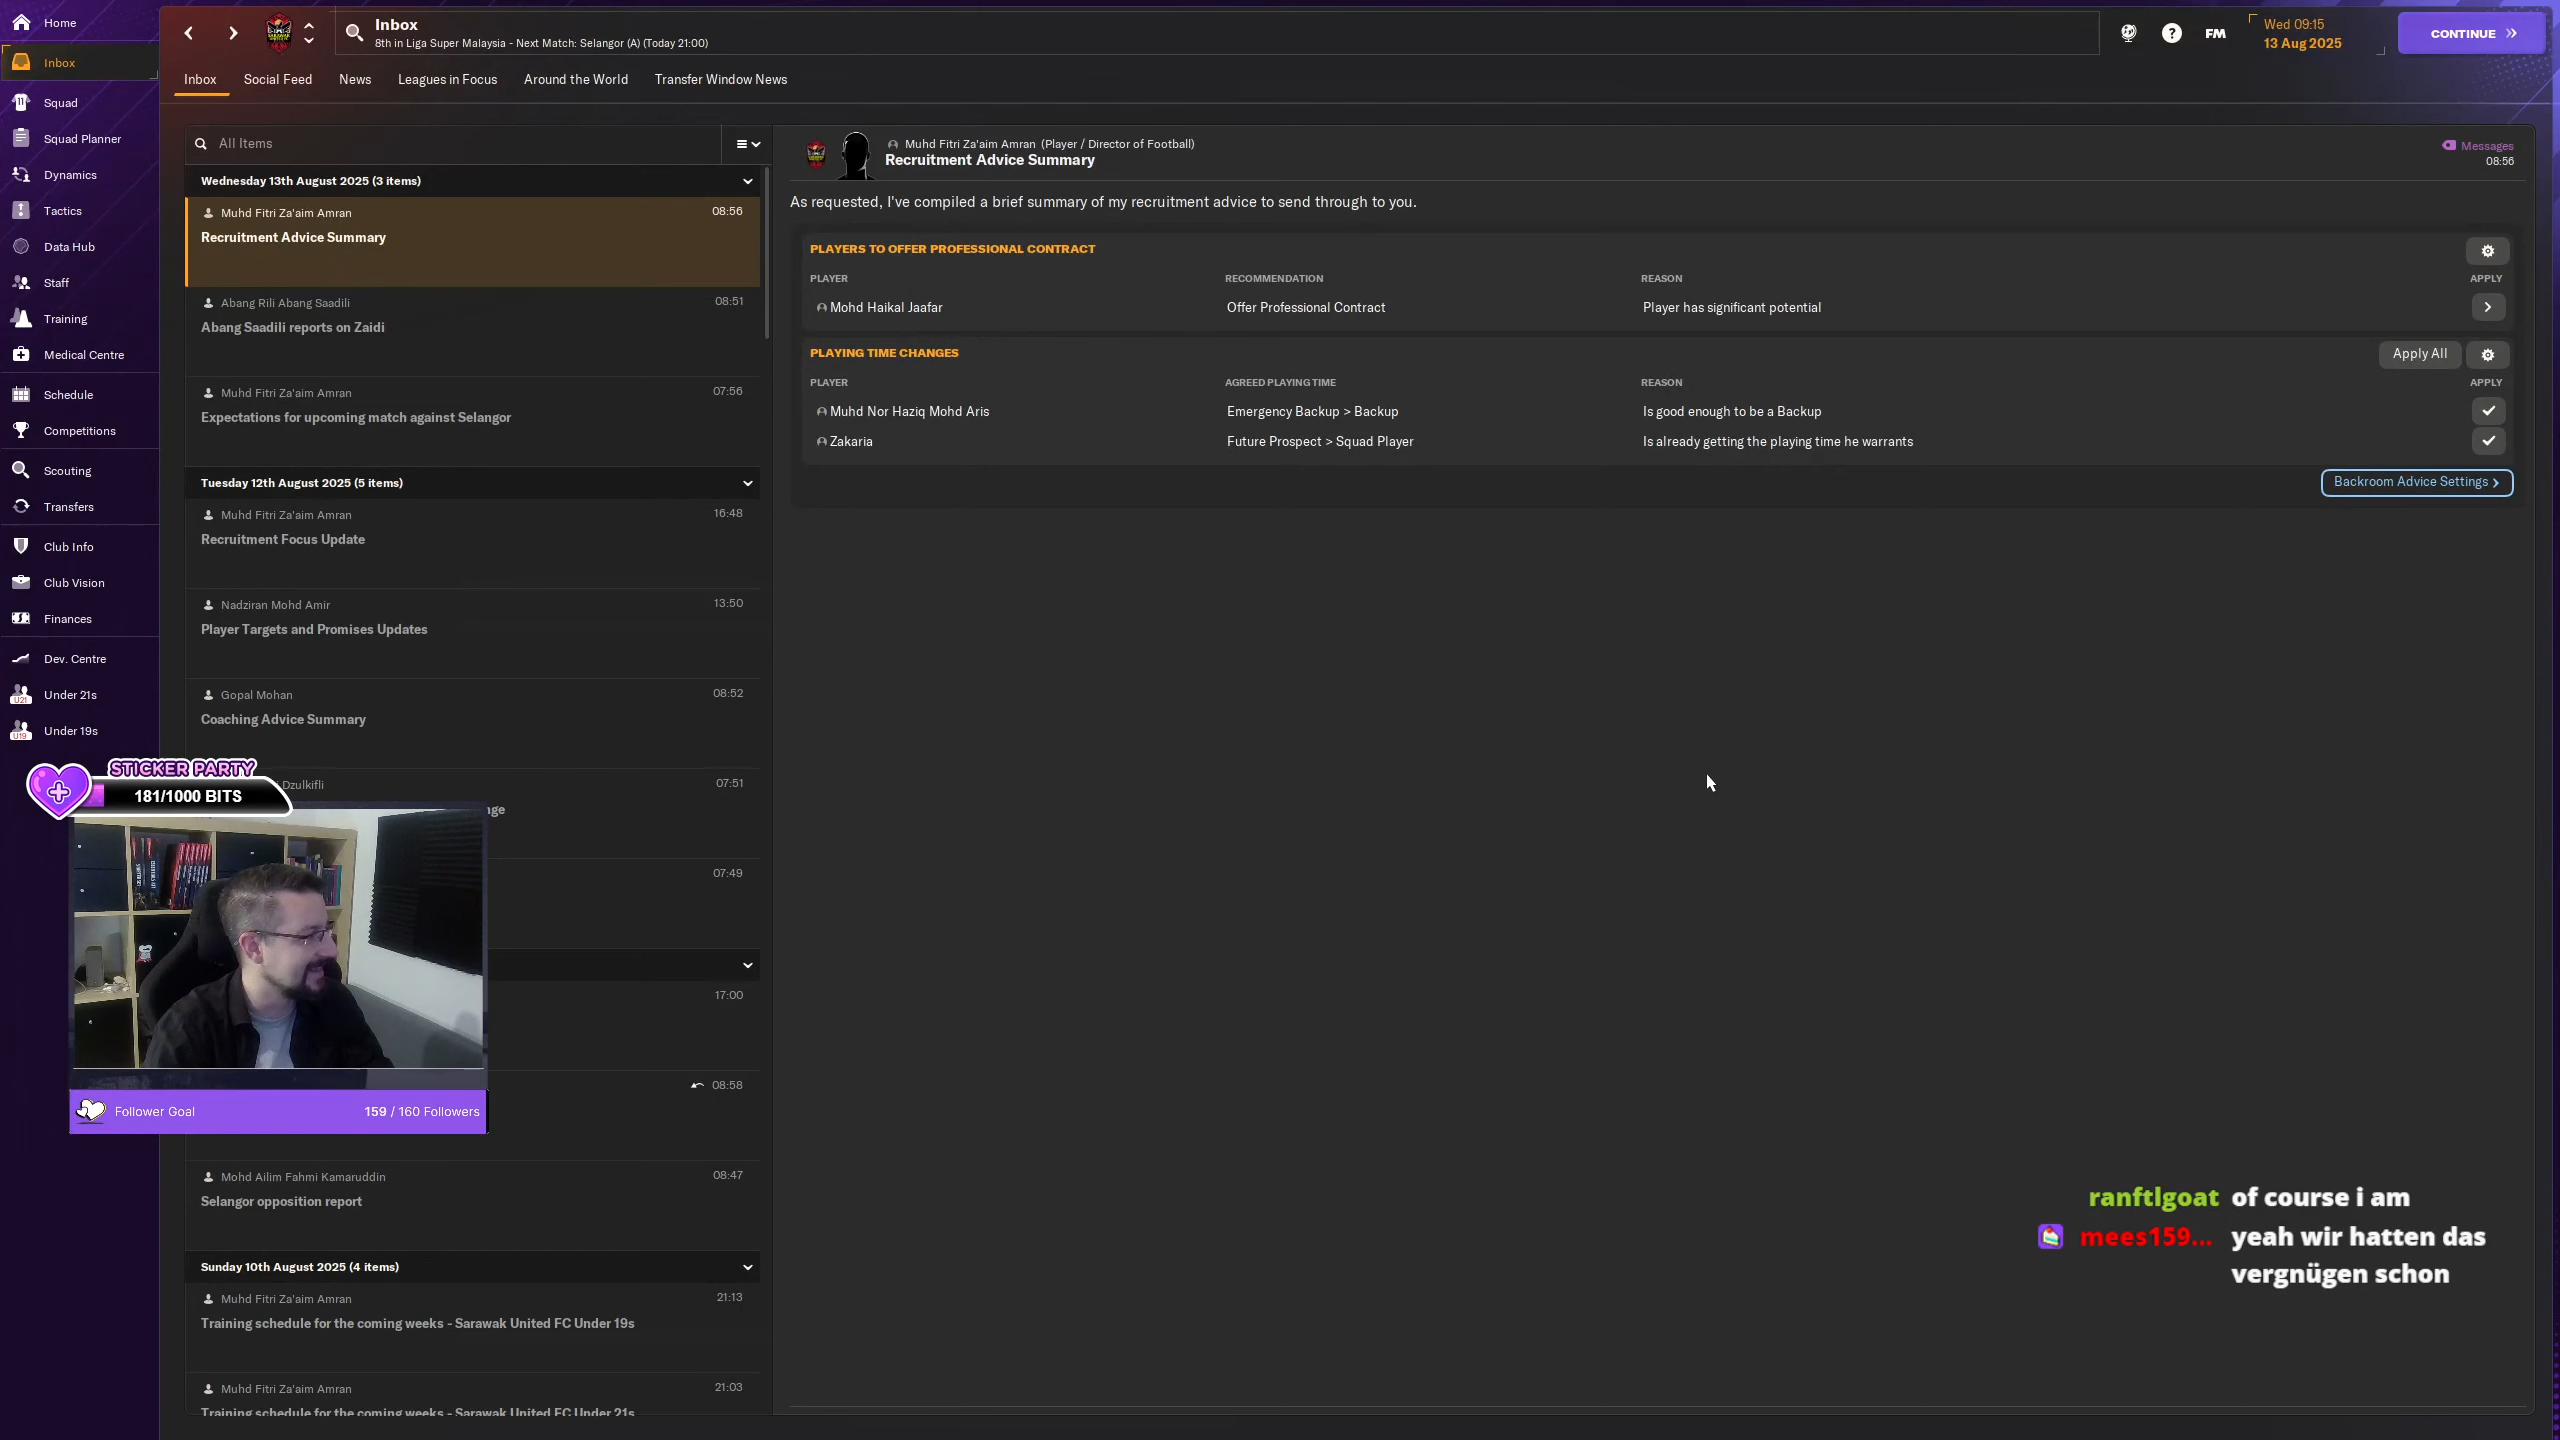 Home
Inbox
Squad
Squad Planner
Dynamics
Tactics
Data Hub
Staff
Training
Medical Centre
Schedule
Competitions
Scouting
Transfers
Club Info
Club Vision
Finances
Dev. Centre
Under 21s
Under 19s
Inbox
8th in Liga Super Malaysia - Next Match: Selangor (A) (Today 21:00)
FM
Wed 09:15
13 Aug 2025
CONTINUE
Inbox Social Feed News Leagues in Focus Around the World Transfer Window News
All Items
Wednesday 13th August 2025 (3 items)
Muhd Fitri Za'aim Amran 08:56
Recruitment Advice Summary
Abang Rili Abang Saadili 08:51
Abang Saadili reports on Zaidi
Muhd Fitri Za'aim Amran 07:56
Expectations for upcoming match against Selangor
Tuesday 12th August 2025 (5 items)
Muhd Fitri Za'aim Amran 16:48
Recruitment Focus Update
Nadziran Mohd Amir 13:50
Player Targets and Promises Updates
Gopal Mohan 08:52
Coaching Advice Summary
Dzulkifli 07:51
nge
07:49
17:00
08:58
Mohd Ailim Fahmi Kamaruddin 08:47
Selangor opposition report
Sunday 10th August 2025 (4 items)
Muhd Fitri Za'aim Amran 21:13
Training schedule for the coming weeks - Sarawak United FC Under 19s
Muhd Fitri Za'aim Amran 21:03
Training schedule for the coming weeks - Sarawak United FC Under 21s
Muhd Fitri Za'aim Amran (Player / Director of Football)
Recruitment Advice Summary
Messages
08:56
As requested, I've compiled a brief summary of my recruitment advice to send through to you.
PLAYERS TO OFFER PROFESSIONAL CONTRACT
PLAYER RECOMMENDATION REASON APPLY
Mohd Haikal Jaafar Offer Professional Contract Player has significant potential
PLAYING TIME CHANGES Apply All
PLAYER AGREED PLAYING TIME REASON APPLY
Muhd Nor Haziq Mohd Aris Emergency Backup > Backup Is good enough to be a Backup
Zakaria Future Prospect > Squad Player Is already getting the playing time he warrants
Backroom Advice Settings >
STICKER PARTY
181/1000 BITS
Follower Goal 159 / 160 Followers
ranftlgoat of course i am
mees159... yeah wir hatten das
vergnügen schon